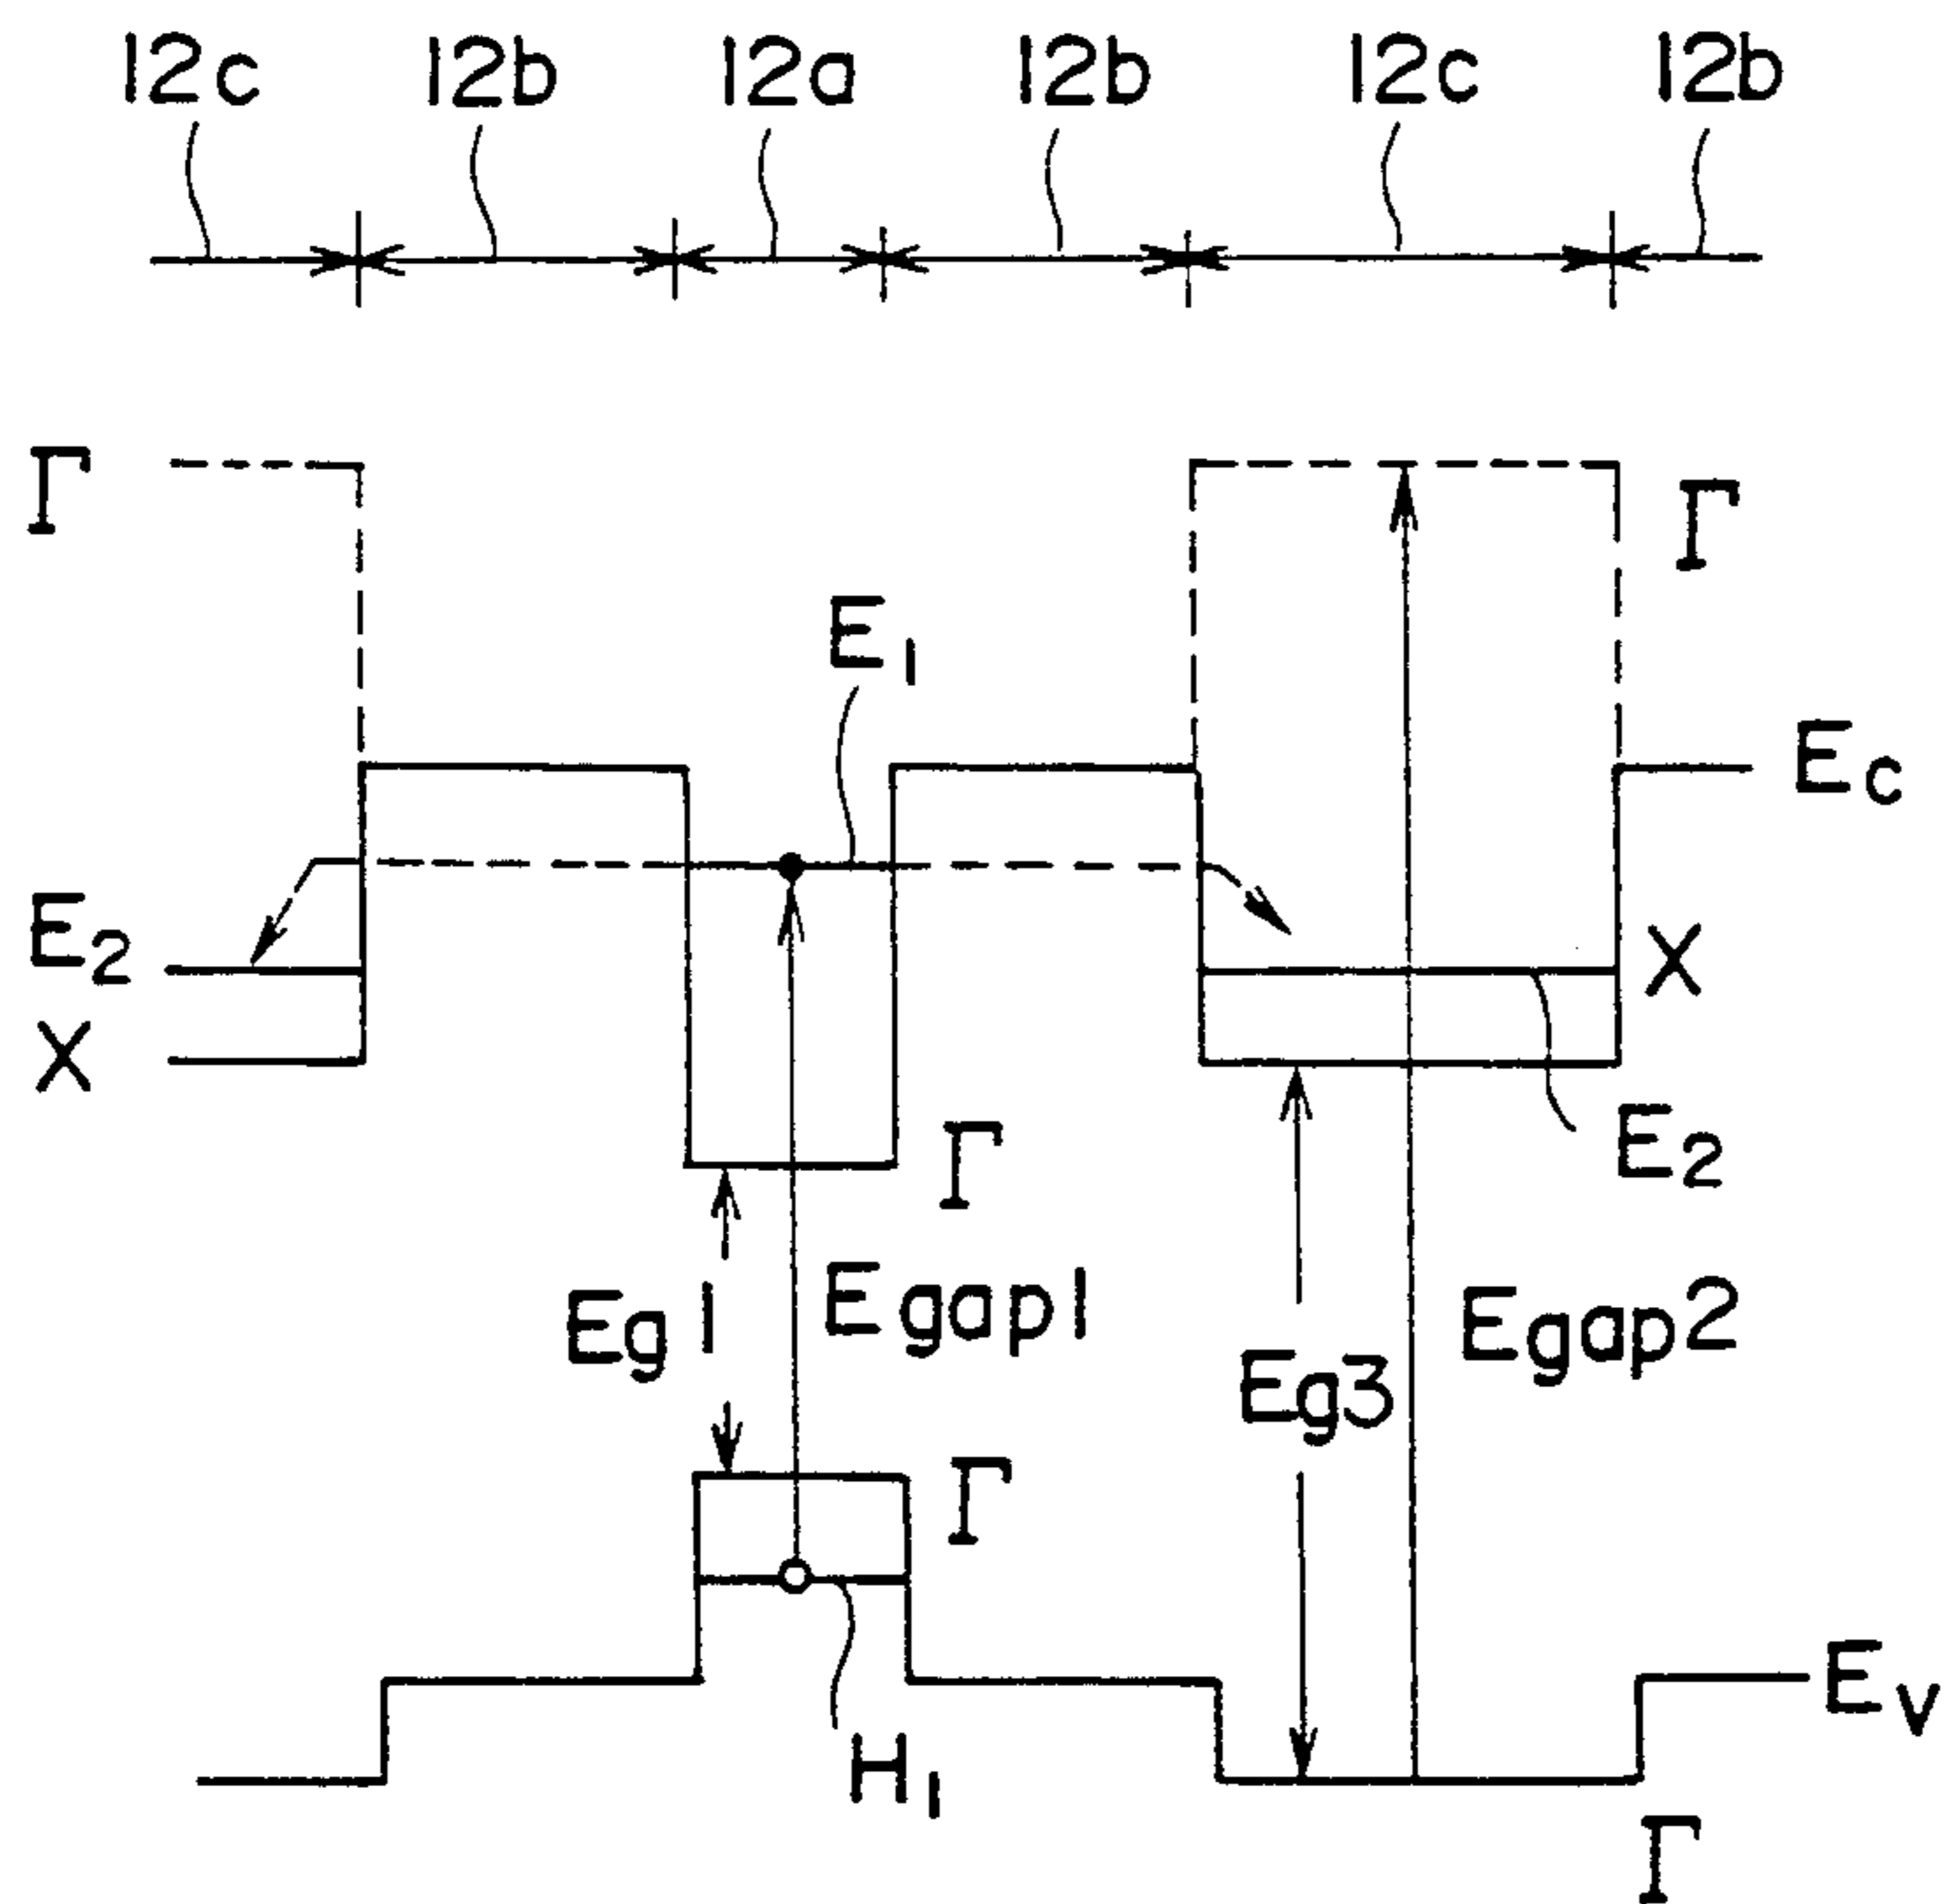 12c 12b 12a 12b 12c 12b
Γ
Γ
E1
Ec
E2
X
X
E2
Γ
Eg1
Egap1
Egap2
Eg3
Γ
Ev
H1
Γ